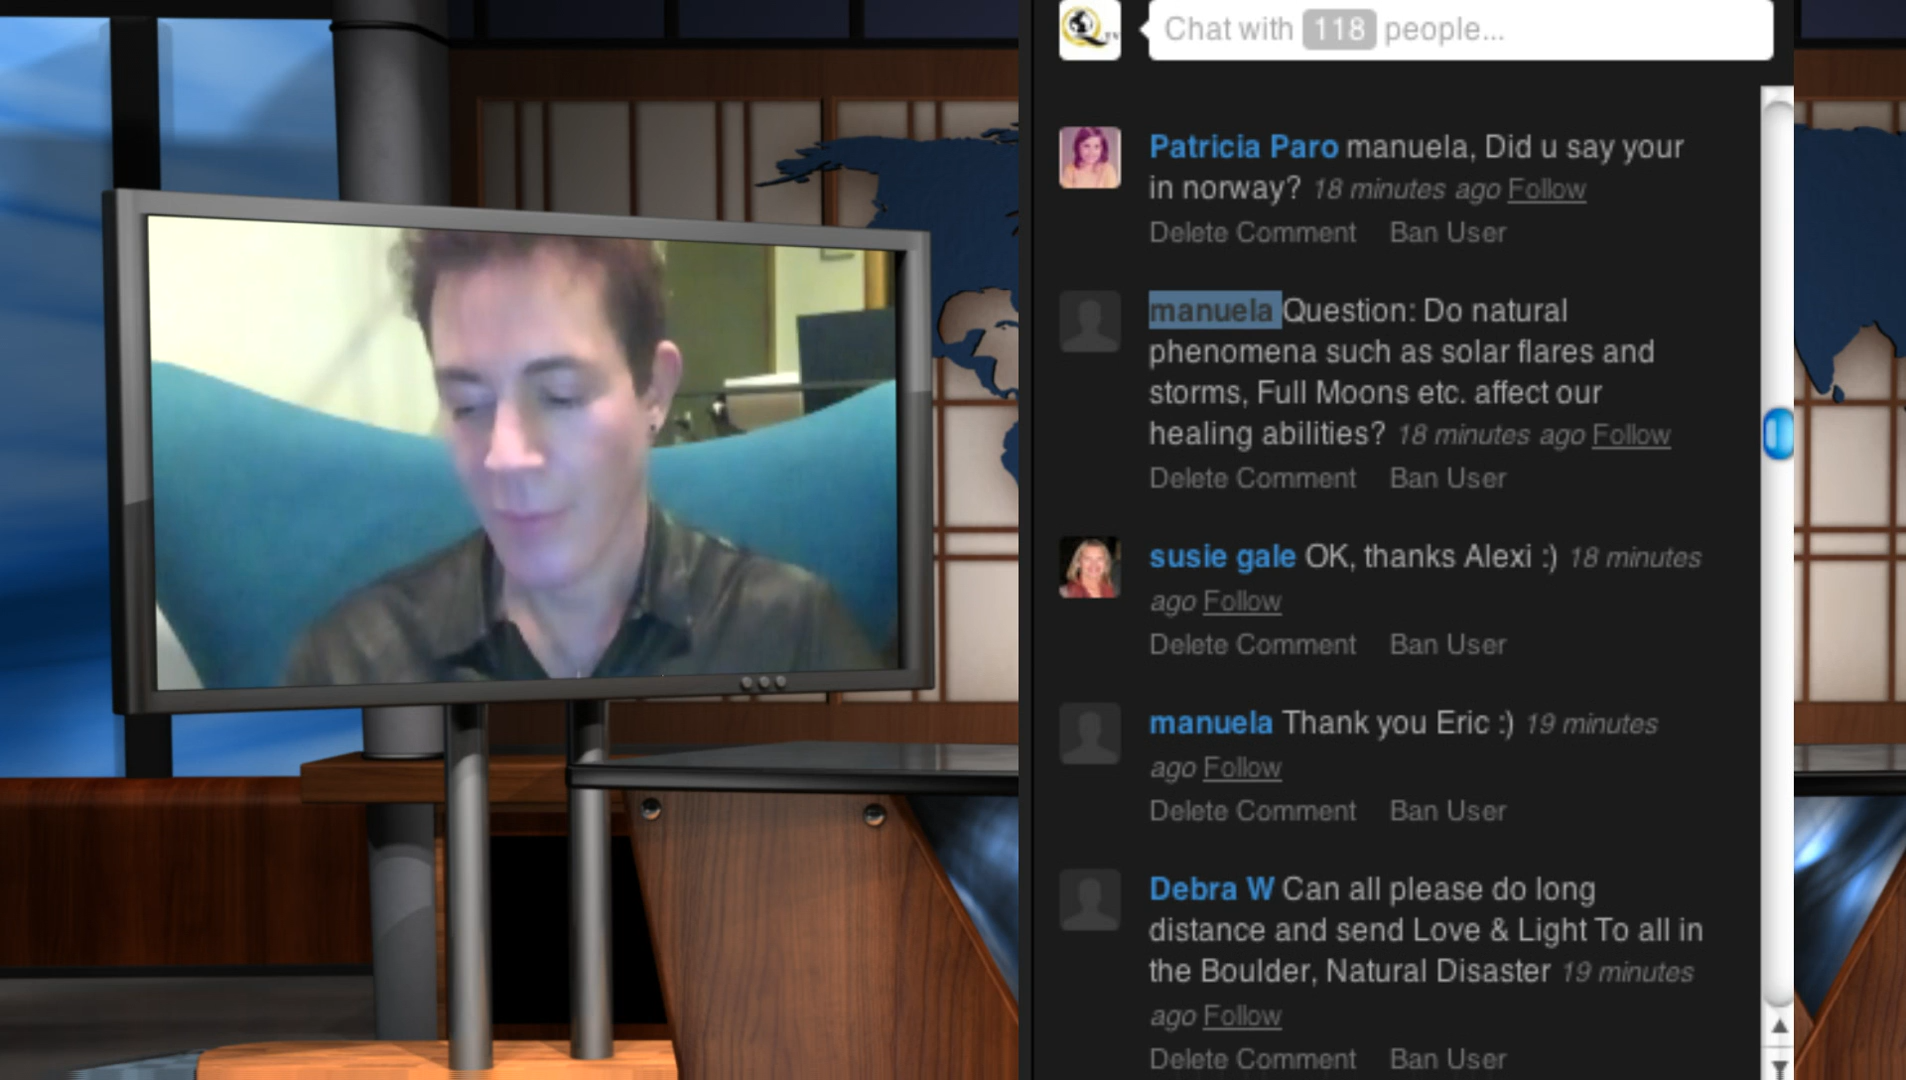 Chat with 118 people...
TV
Patricia Paro manuela, Did u say your
in norway? 18 minutes ago Follow
Delete Comment Ban User
manuela Question: Do natural
phenomena such as solar flares and
storms, Full Moons etc. affect our
healing abilities? 18 minutes ago Follow
Delete Comment Ban User
susie gale OK, thanks Alexi :) 18 minutes
ago Follow
Delete Comment Ban User
manuela Thank you Eric :) 19 minutes
ago Follow
Delete Comment Ban User
Debra W Can all please do long
distance and send Love & Light To all in
the Boulder, Natural Disaster 19 minutes
ago Follow
Delete Comment Ban User